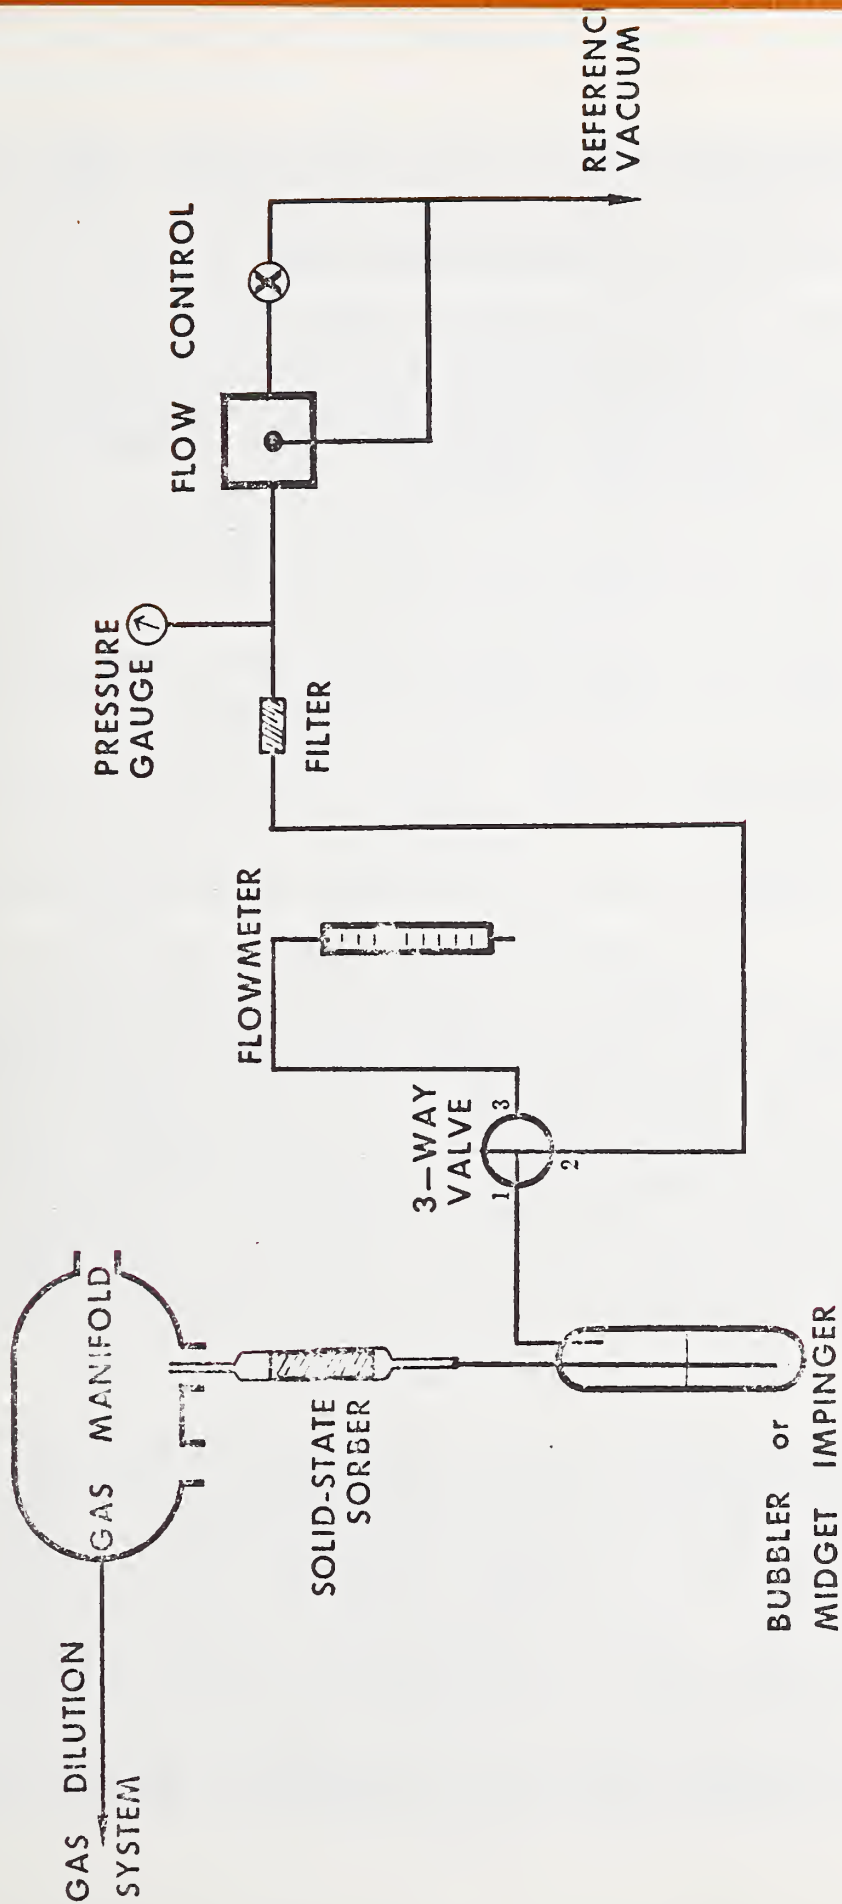 GAS DILUTION
SYSTEM
GAS MANIFOLD
SOLID-STATE
SORBER
BUBBLER or
MIDGET IMPINGER
3-WAY
VALVE
1
2
3
FLOWMETER
PRESSURE
GAUGE
FILTER
FLOW CONTROL
REFERENC
VACUUM